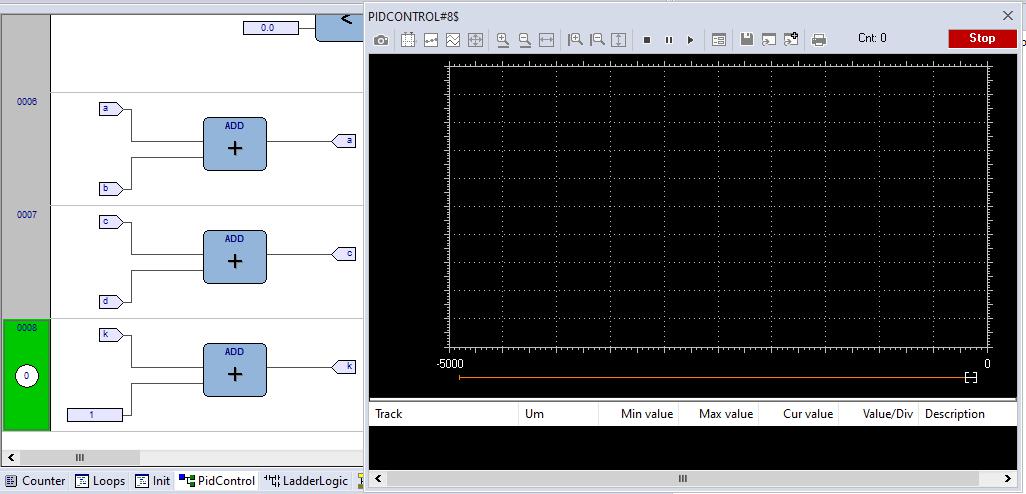 PIDCONTROL#8$
Cnt: 0 Stop
0.0
<
0006
a
ADD
+
a
b
0007
c
ADD
+
c
d
0008
k
ADD
+
k
0
1
-5000 0
Track Um Min value Max value Cur value Value/Div Description
Counter Loops Init PidControl LadderLogic